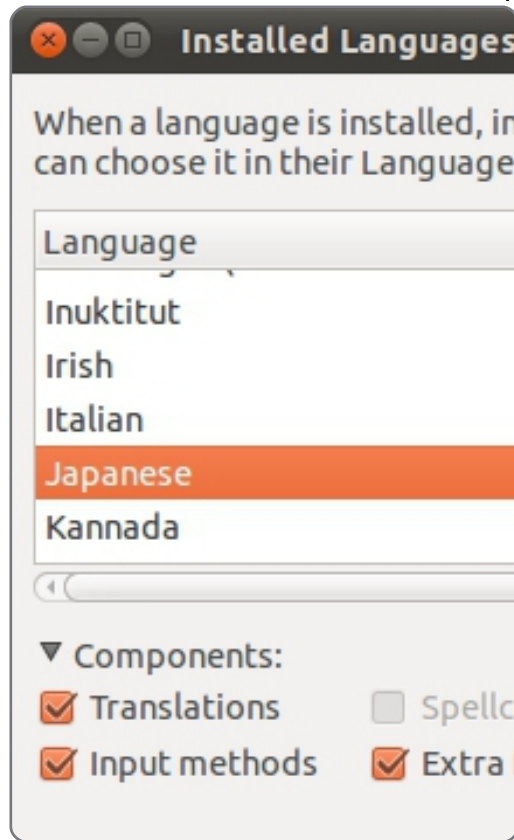 Installed Languages
When a language is installed, in
can choose it in their Language
Language
Inuktitut
Irish
Italian
Japanese
Kannada
Components:
Translations
Spellc
Input methods
Extra